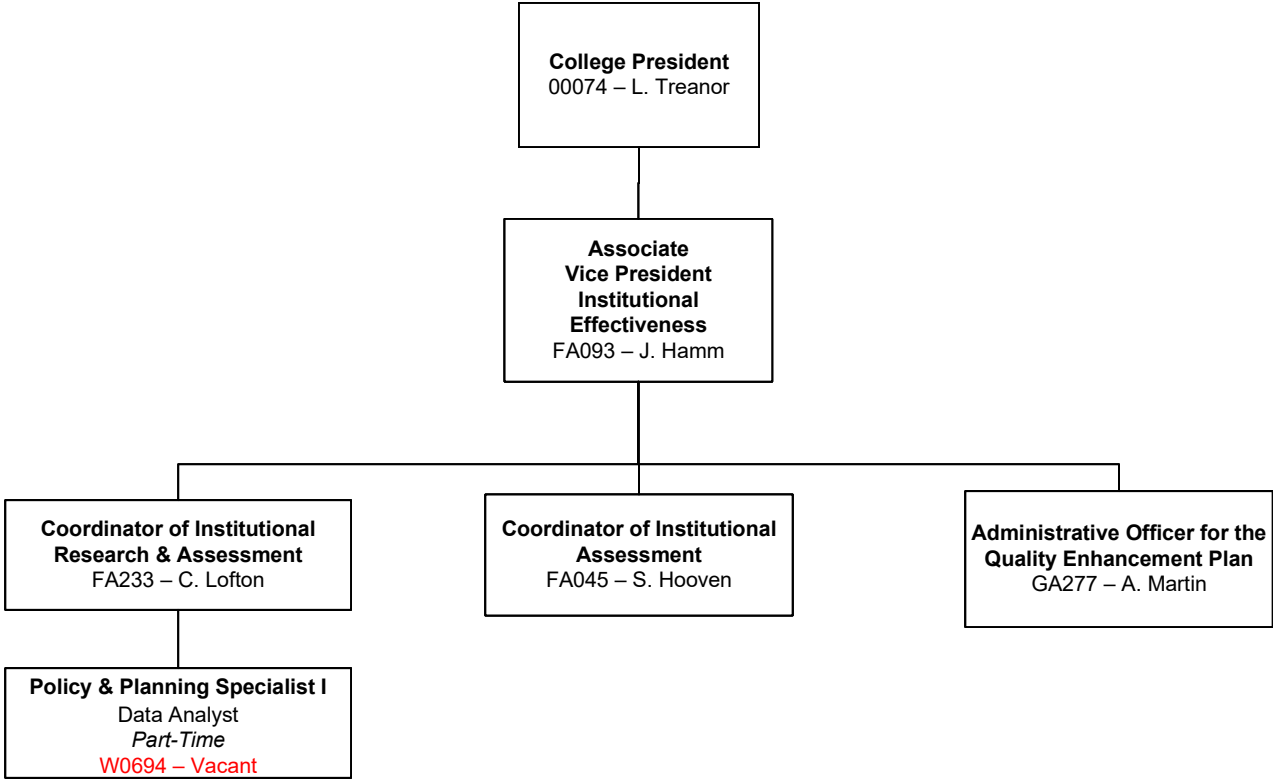 College President
00074 – L. Treanor
Associate
Vice President
Institutional
Effectiveness
FA093 – J. Hamm
Coordinator of Institutional
Research & Assessment
FA233 – C. Lofton
Coordinator of Institutional
Assessment
FA045 – S. Hooven
Administrative Officer for the
Quality Enhancement Plan
GA277 – A. Martin
Policy & Planning Specialist I
Data Analyst
Part-Time
W0694 – Vacant